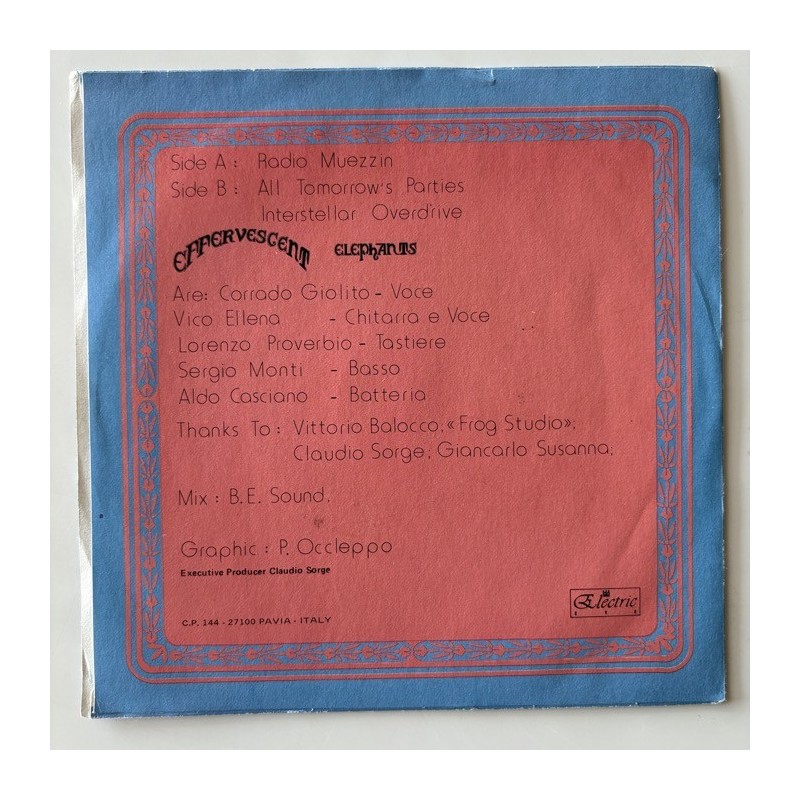 Side A : Radio Muezzin
Side B : All Tomorrow's Parties
Interstellar Overdrive
EFFERVESCENT ELEPHANTS
Are: Corrado Giolito - Voce
Vico Ellena - Chitarra e Voce
Lorenzo Proverbio - Tastiere
Sergio Monti - Basso
Aldo Casciano - Batteria
Thanks To : Vittorio Balocco; «Frog Studio»;
Claudio Sorge; Giancarlo Susanna;
Mix : B.E. Sound.
Graphic : P. Occleppo
Executive Producer Claudio Sorge
Electric
C.P. 144 - 27100 PAVIA - ITALY